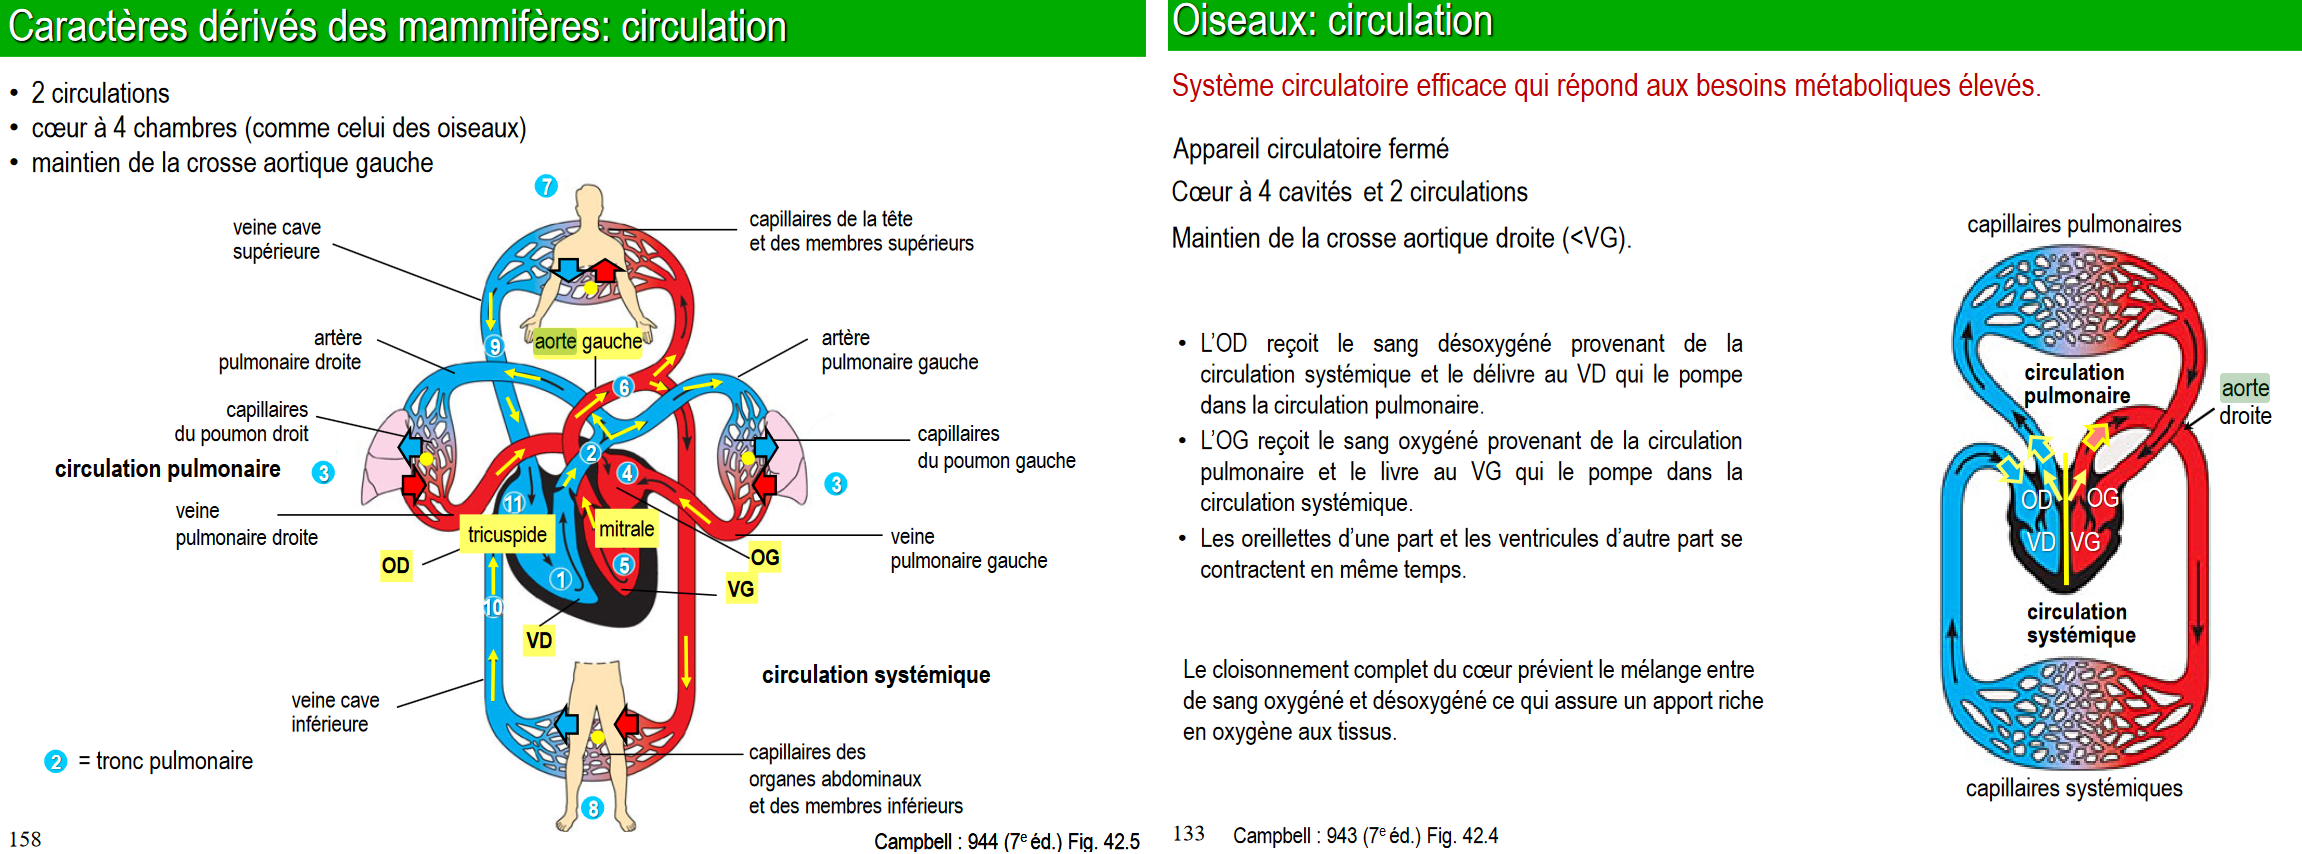 Caractères dérivés des mammifères: circulation
• 2 circulations
• cœur à 4 chambres (comme celui des oiseaux)
• maintien de la crosse aortique gauche
7
veine cave
supérieure
capillaires de la tête
et des membres supérieurs
artère
pulmonaire droite
9
aorte gauche
artère
pulmonaire gauche
6
capillaires
du poumon droit
capillaires
du poumon gauche
circulation pulmonaire
3
2
4
3
11
veine
pulmonaire droite
tricuspide
mitrale
veine
pulmonaire gauche
OD
OG
1
5
VG
10
VD
circulation systémique
veine cave
inférieure
capillaires des
organes abdominaux
et des membres inférieurs
2 = tronc pulmonaire
8
158
Campbell : 944 (7e éd.) Fig. 42.5
Oiseaux: circulation
Système circulatoire efficace qui répond aux besoins métaboliques élevés.
Appareil circulatoire fermé
Cœur à 4 cavités et 2 circulations
Maintien de la crosse aortique droite (<VG).
• L’OD reçoit le sang désoxygéné provenant de la
circulation systémique et le délivre au VD qui le pompe
dans la circulation pulmonaire.
• L’OG reçoit le sang oxygéné provenant de la circulation
pulmonaire et le livre au VG qui le pompe dans la
circulation systémique.
• Les oreillettes d’une part et les ventricules d’autre part se
contractent en même temps.
Le cloisonnement complet du cœur prévient le mélange entre
de sang oxygéné et désoxygéné ce qui assure un apport riche
en oxygène aux tissus.
capillaires pulmonaires
circulation
pulmonaire
aorte
droite
OD
OG
VD
VG
circulation
systémique
capillaires systémiques
133
Campbell : 943 (7e éd.) Fig. 42.4